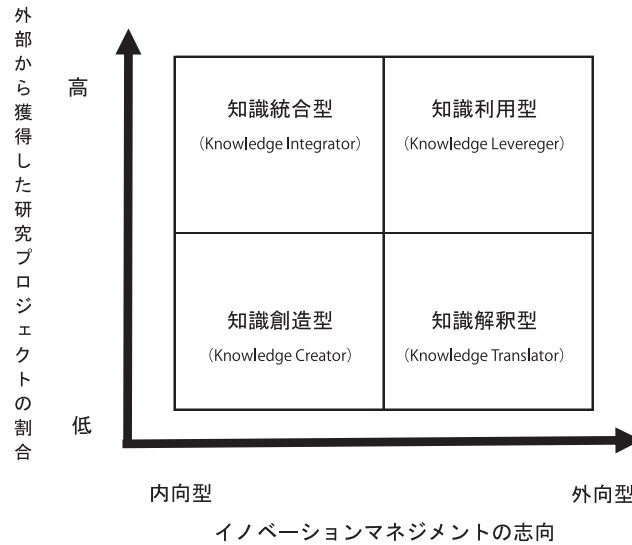 外部から獲得した研究プロジェクトの割合
高
知識統合型
（Knowledge Integrator）
知識利用型
（Knowledge Levereger）
知識創造型
（Knowledge Creator）
知識解釈型
（Knowledge Translator）
低
内向型
外向型
イノベーションマネジメントの志向